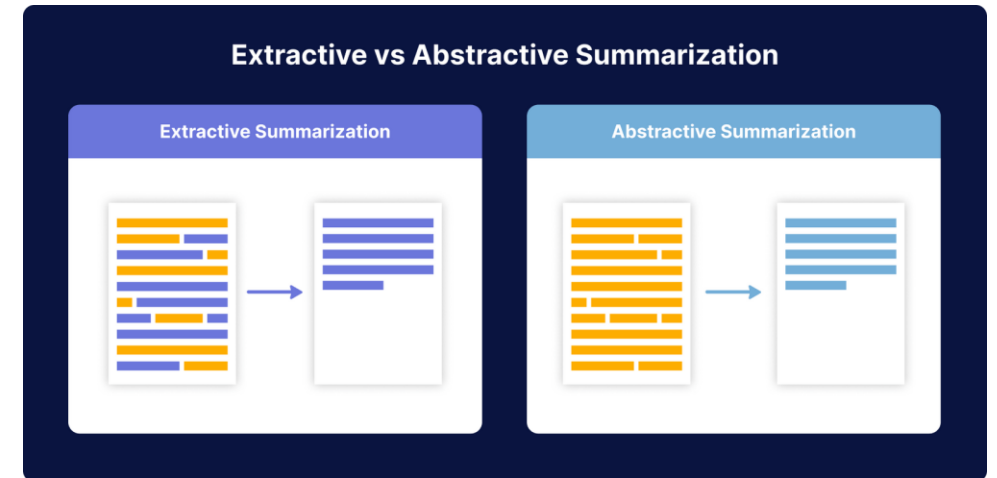 Extractive vs Abstractive Summarization
Extractive Summarization
Abstractive Summarization